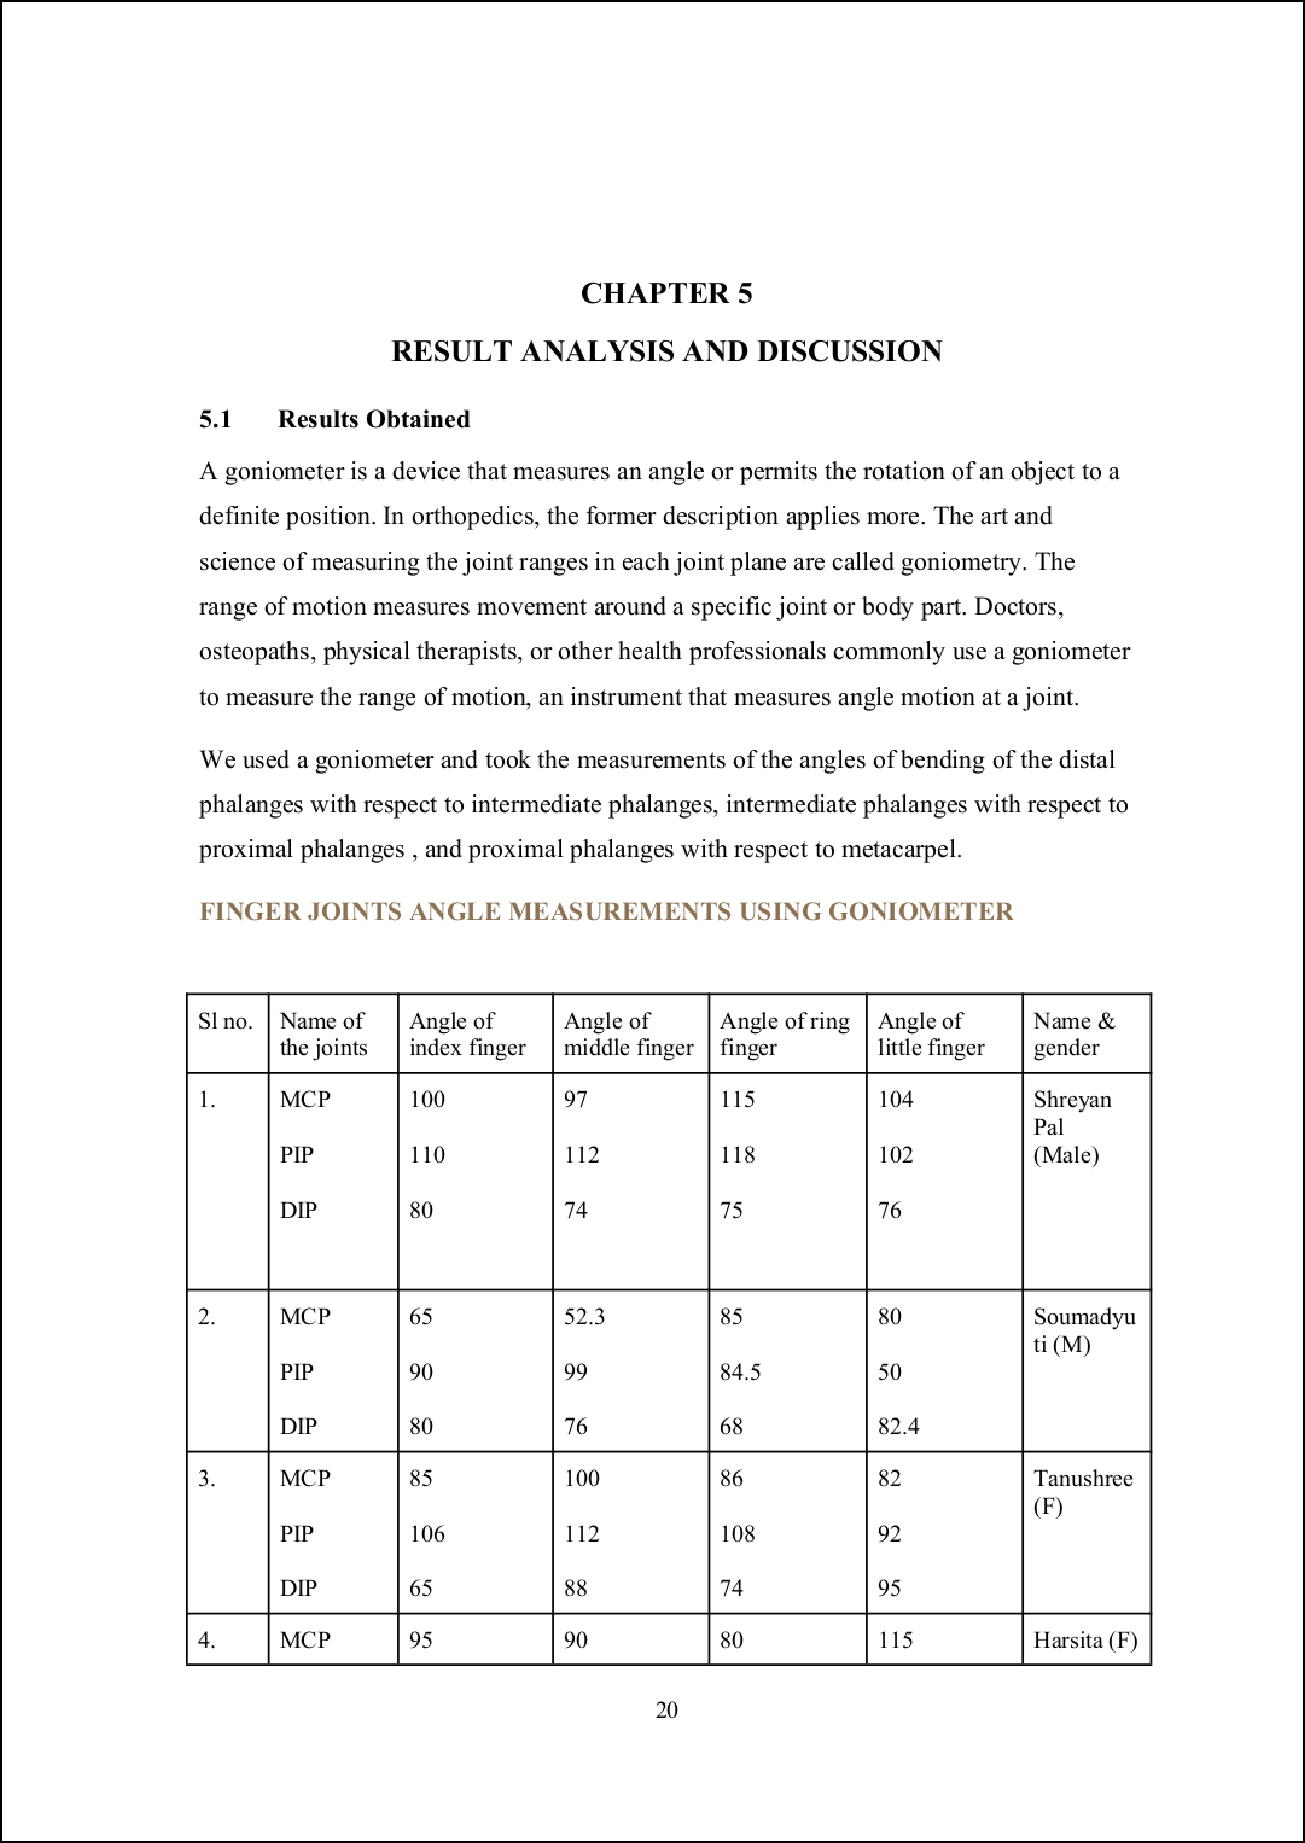 CHAPTER 5
RESULT ANALYSIS AND DISCUSSION
5.1 Results Obtained
A goniometer is a device that measures an angle or permits the rotation of an object to a
definite position. In orthopedics, the former description applies more. The art and
science of measuring the joint ranges in each joint plane are called goniometry. The
range of motion measures movement around a specific joint or body part. Doctors,
osteopaths, physical therapists, or other health professionals commonly use a goniometer
to measure the range of motion, an instrument that measures angle motion at a joint.
We used a goniometer and took the measurements of the angles of bending of the distal
phalanges with respect to intermediate phalanges, intermediate phalanges with respect to
proximal phalanges , and proximal phalanges with respect to metacarpel.
FINGER JOINTS ANGLE MEASUREMENTS USING GONIOMETER
Sl no. Name of Angle of Angle of Angle of ring Angle of Name &
the joints index finger middle finger finger little finger gender
1. MCP 100 97 115 104 Shreyan
Pal
PIP 110 112 118 102 (Male)
DIP 80 74 75 76
2. MCP 65 52.3 85 80 Soumadyu
ti (M)
PIP 90 99 84.5 50
DIP 80 76 68 82.4
3. MCP 85 100 86 82 Tanushree
(F)
PIP 106 112 108 92
DIP 65 88 74 95
4. MCP 95 90 80 115 Harsita (F)
20